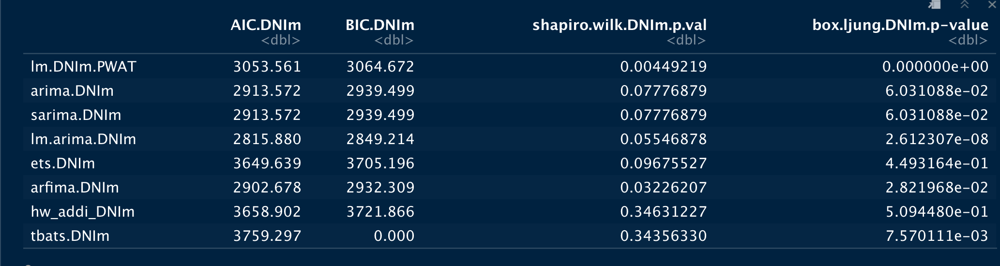 AIC.DNIm BIC.DNIm shapiro.wilk.DNIm.p.val box.ljung.DNIm.p-value
<dbl> <dbl> <dbl> <dbl>
lm.DNIm.PWAT 3053.561 3064.672 0.00449219 0.000000e+00
arima.DNIm 2913.572 2939.499 0.07776879 6.031088e-02
sarima.DNIm 2913.572 2939.499 0.07776879 6.031088e-02
lm.arima.DNIm 2815.880 2849.214 0.05546878 2.612307e-08
ets.DNIm 3649.639 3705.196 0.09675527 4.493164e-01
arfima.DNIm 2902.678 2932.309 0.03226207 2.821968e-02
hw_addi_DNIm 3658.902 3721.866 0.34631227 5.094480e-01
tbats.DNIm 3759.297 0.000 0.34356330 7.570111e-03